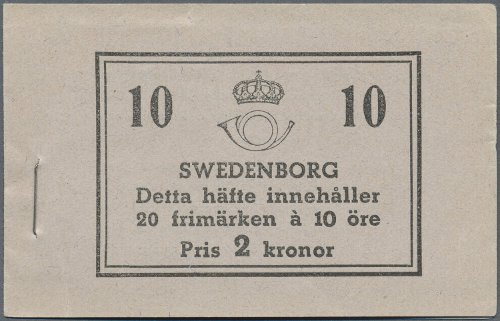 10 10
SWEDENBORG
Detta häfte innehåller
20 frimärken à 10 öre
Pris 2 kronor